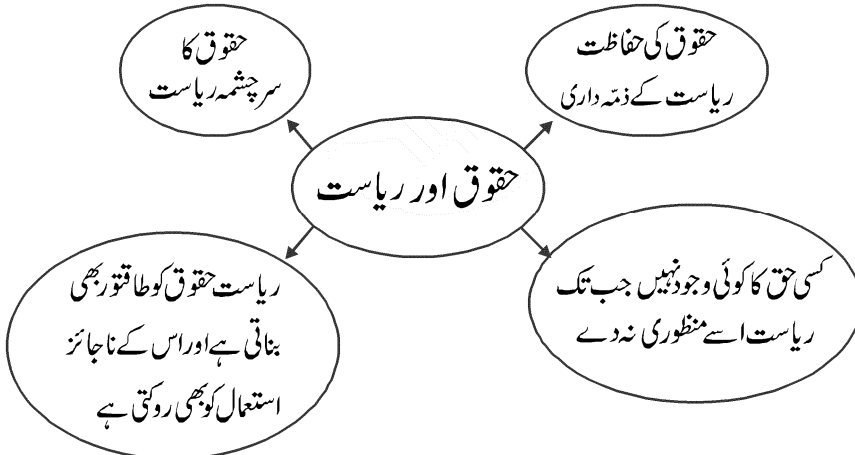 حقوق کی حفاظت
ریاست کے ذمّہ داری
حقوق کا
سرچشمہ ریاست
حقوق اور ریاست
کسی حق کا کوئی وجود نہیں جب تک
ریاست اسے منظوری نہ دے
ریاست حقوق کو طاقتور بھی
بناتی ہے اور اس کے ناجائز
استعمال کو بھی روکتی ہے